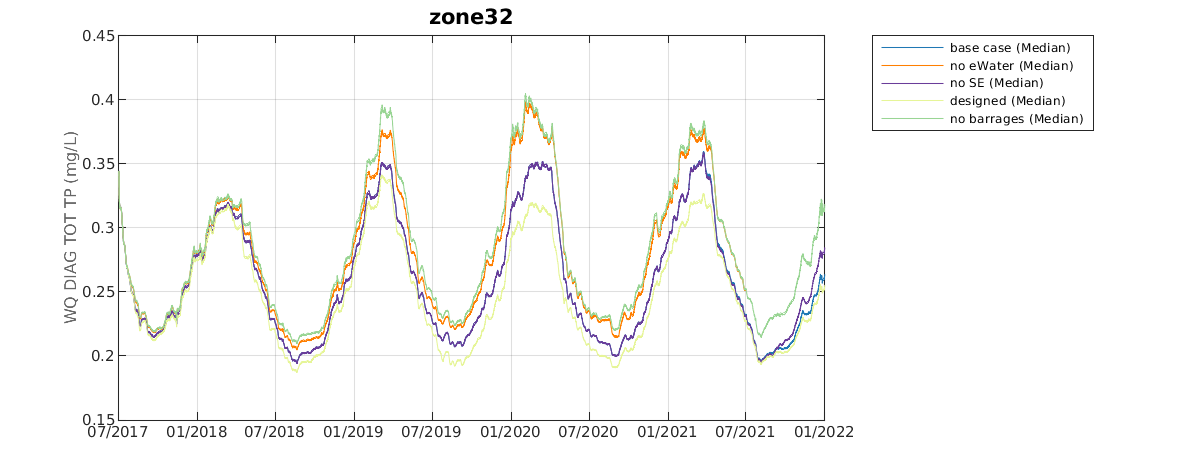 zone32
WQ DIAG TOT TP (mg/L)
0.45
0.4
0.35
0.3
0.25
0.2
0.15
07/2017 01/2018 07/2018 01/2019 07/2019 01/2020 07/2020 01/2021 07/2021 01/2022
base case (Median)
no eWater (Median)
no SE (Median)
designed (Median)
no barrages (Median)